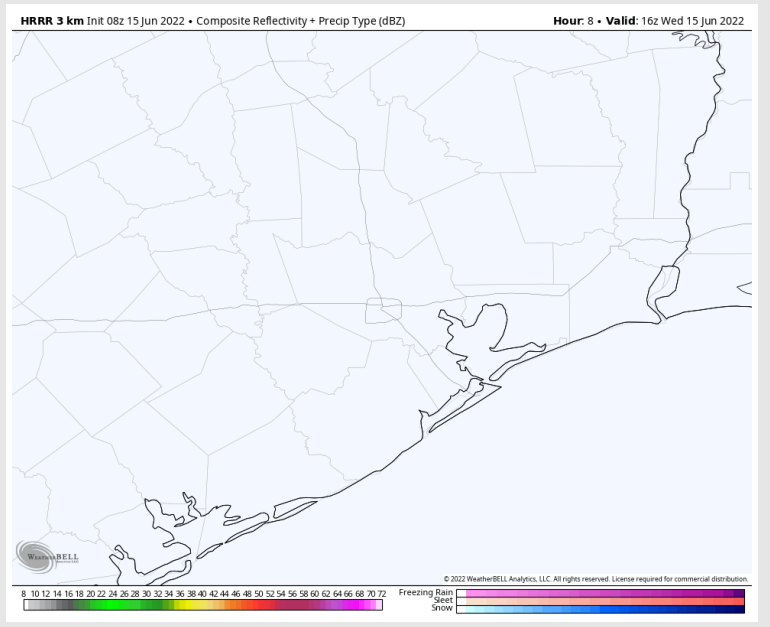 HRRR 3 km Init 08z 15 Jun 2022 • Composite Reflectivity + Precip Type (dBZ)
Hour: 8 • Valid: 16z Wed 15 Jun 2022
WEATHERBELL
© 2022 WeatherBELL Analytics, LLC. All rights reserved. License required for commercial distribution.
8 10 12 14 16 18 20 22 24 26 28 30 32 34 36 38 40 42 44 46 48 50 52 53 55 56 58 60 62 64 66 68 70 72
Freezing Rain
Sleet
Snow